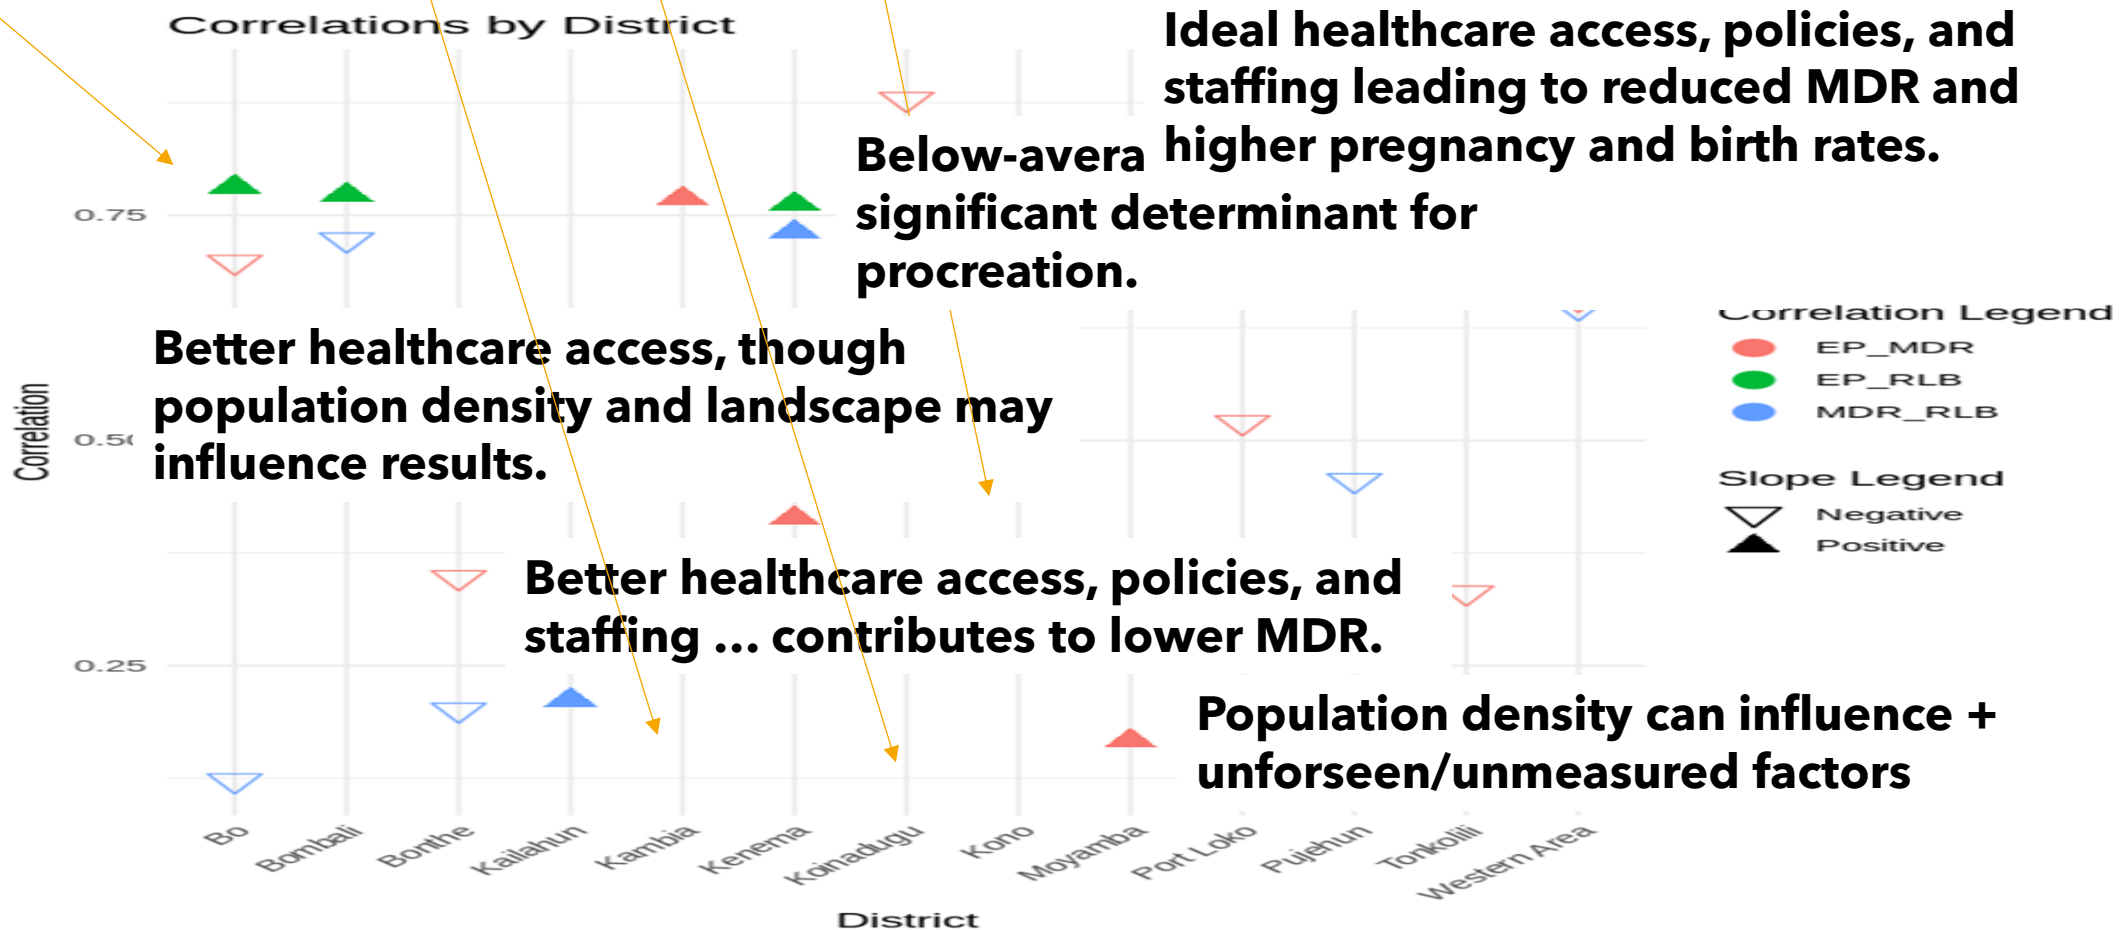 Correlations by District
Ideal healthcare access, policies, and
staffing leading to reduced MDR and
higher pregnancy and birth rates.
Below-avera
significant determinant for
procreation.
0.75
Better healthcare access, though
population density and landscape may
influence results.
Correlation
0.5
Correlation Legend
EP_MDR
EP_RLB
MDR_RLB
Slope Legend
Negative
Positive
Better healthcare access, policies, and
staffing ... contributes to lower MDR.
0.25
Population density can influence +
unforseen/unmeasured factors
Bo
Bombali
Bonthe
Kailahun
Kambia
Kenema
Koinadugu
Kono
Moyamba
Port Loko
Pujehun
Tonkolili
Western Area
District